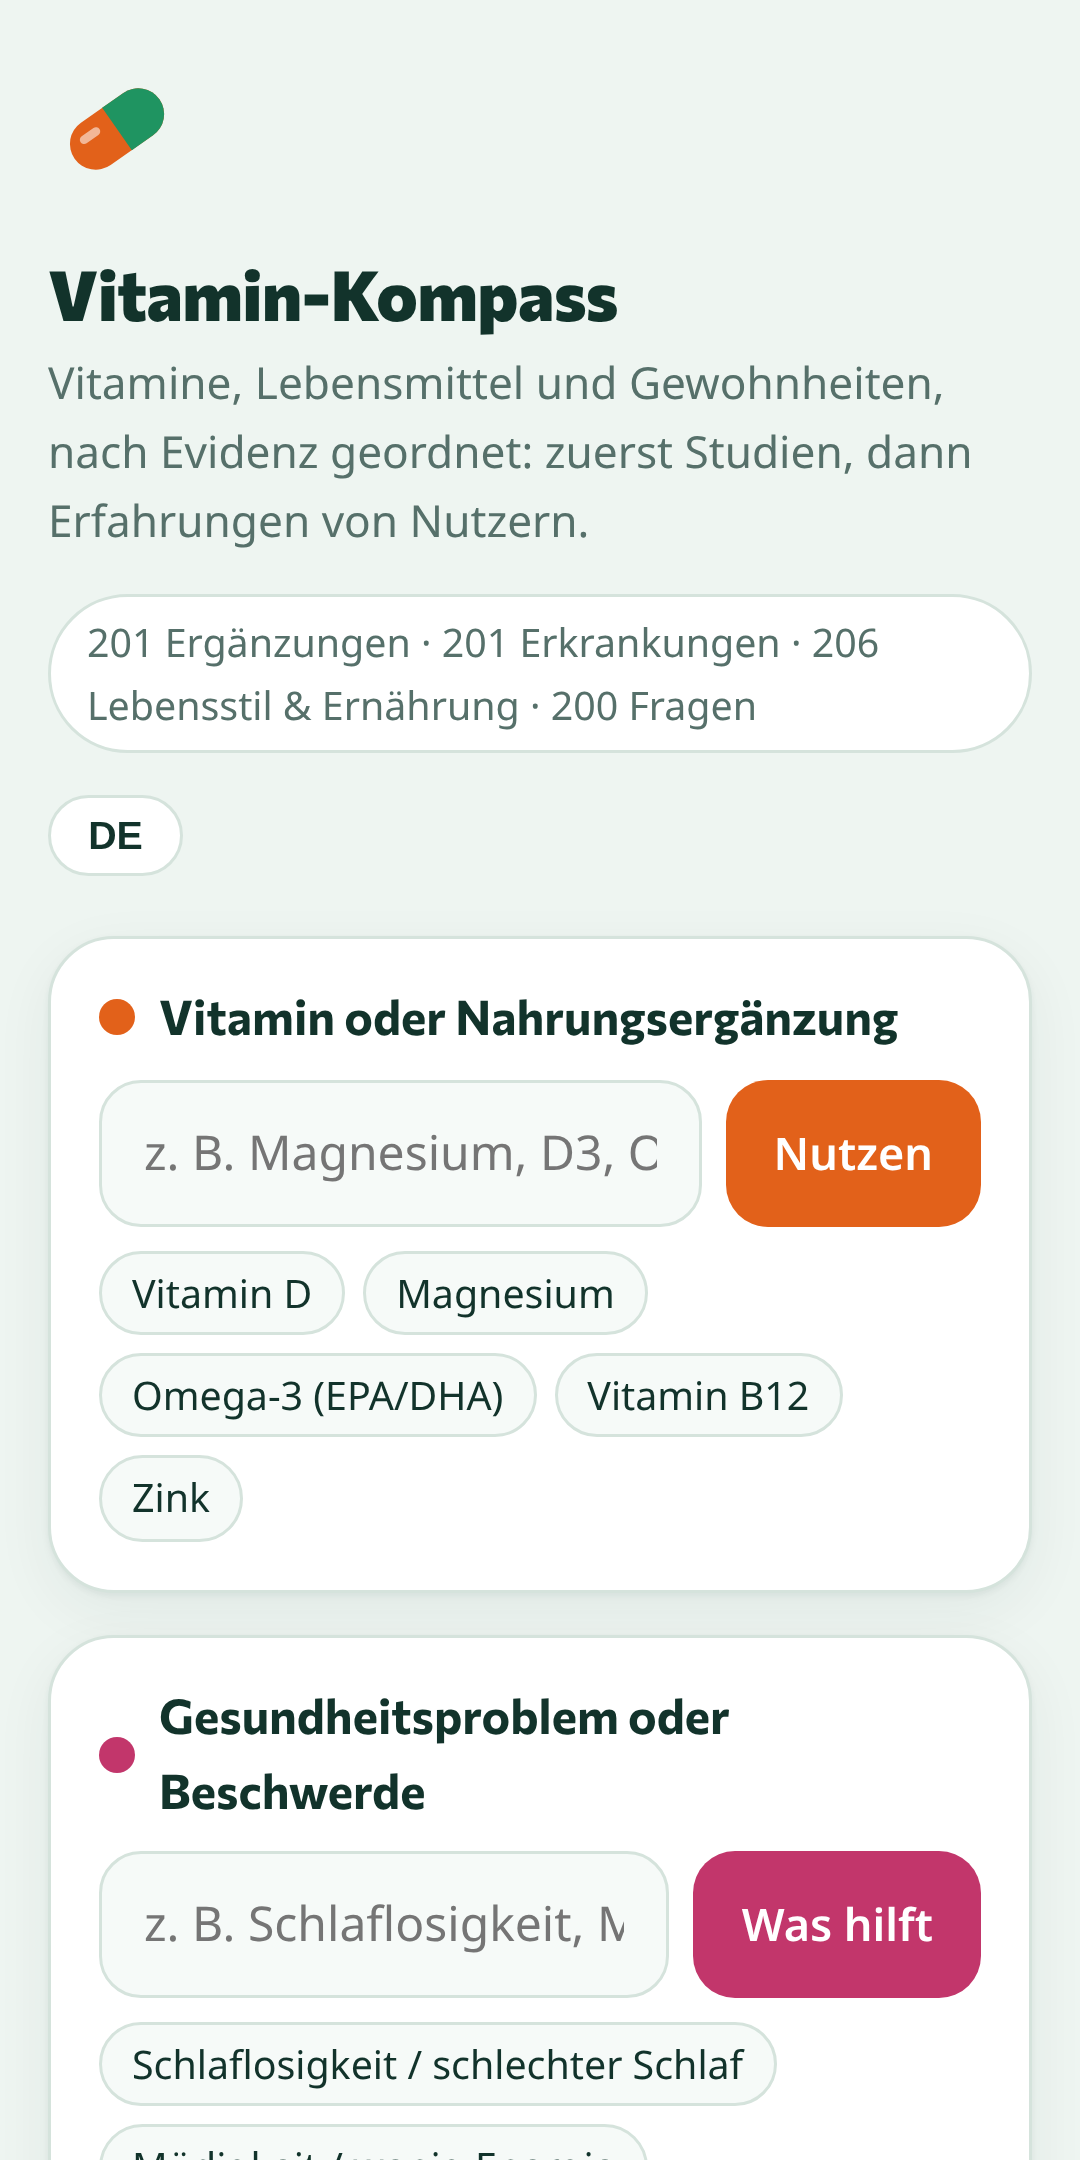 Vitamin-Kompass
Vitamine, Lebensmittel und Gewohnheiten,
nach Evidenz geordnet: zuerst Studien, dann
Erfahrungen von Nutzern.
201 Ergänzungen · 201 Erkrankungen · 206
Lebensstil & Ernährung · 200 Fragen
DE
Vitamin oder Nahrungsergänzung
z. B. Magnesium, D3,
Nutzen
Vitamin D
Magnesium
Omega-3 (EPA/DHA)
Vitamin B12
Zink
Gesundheitsproblem oder
Beschwerde
z. B. Schlaflosigkeit,
Was hilft
Schlaflosigkeit / schlechter Schlaf